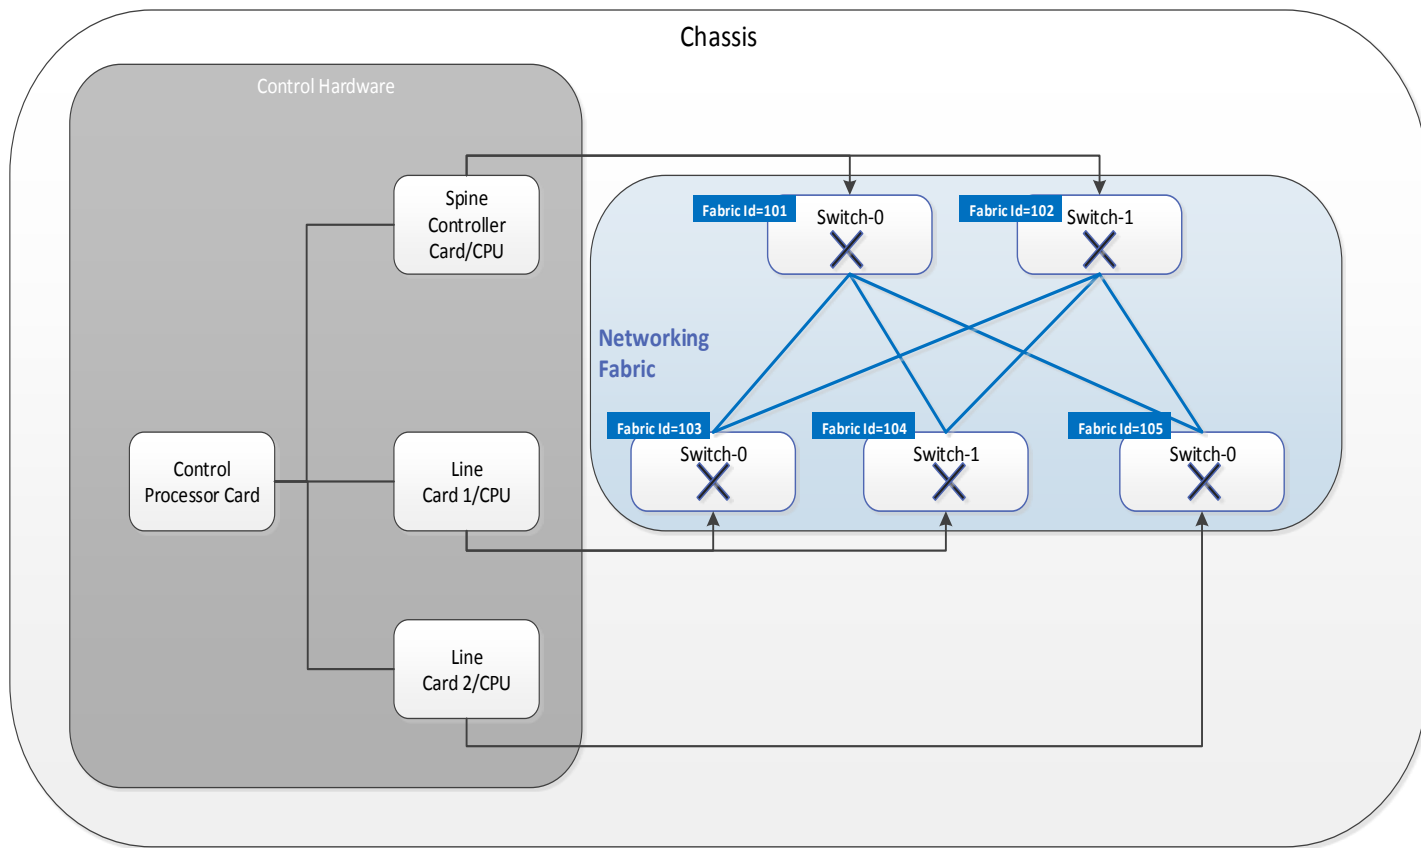 Chassis
Control Hardware
Spine
Controller
Card/CPU
Fabric Id=101
Switch-0
Fabric Id=102
Switch-1
Networking
Fabric
Fabric Id=103
Switch-0
Fabric Id=104
Switch-1
Fabric Id=105
Switch-0
Control
Processor Card
Line
Card 1/CPU
Line
Card 2/CPU